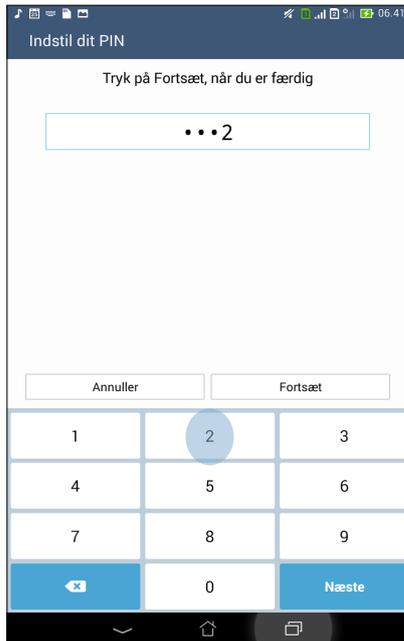 06.41
Indstil dit PIN
Tryk på Fortsæt, når du er færdig
•••2
Annuller Fortsæt
1 2 3
4 5 6
7 8 9
0 Næste